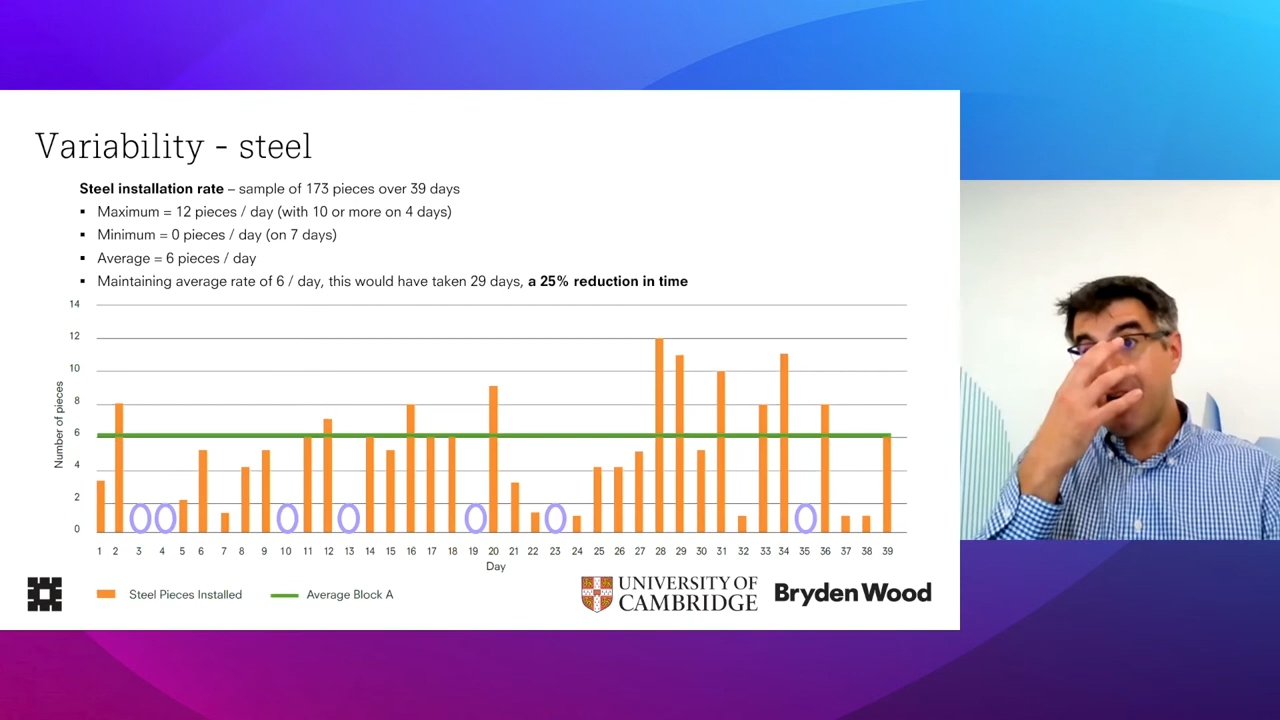 Variability - steel
Steel installation rate – sample of 173 pieces over 39 days
▪ Maximum = 12 pieces / day (with 10 or more on 4 days)
▪ Minimum = 0 pieces / day (on 7 days)
▪ Average = 6 pieces / day
▪ Maintaining average rate of 6 / day, this would have taken 29 days, a 25% reduction in time
14
12
10
8
6
4
2
0
Number of pieces
1 2 3 4 5 6 7 8 9 10 11 12 13 14 15 16 17 18 19 20 21 22 23 24 25 26 27 28 29 30 31 32 33 34 35 36 37 38 39
Day
Steel Pieces Installed
Average Block A
UNIVERSITY OF
CAMBRIDGE
Bryden Wood